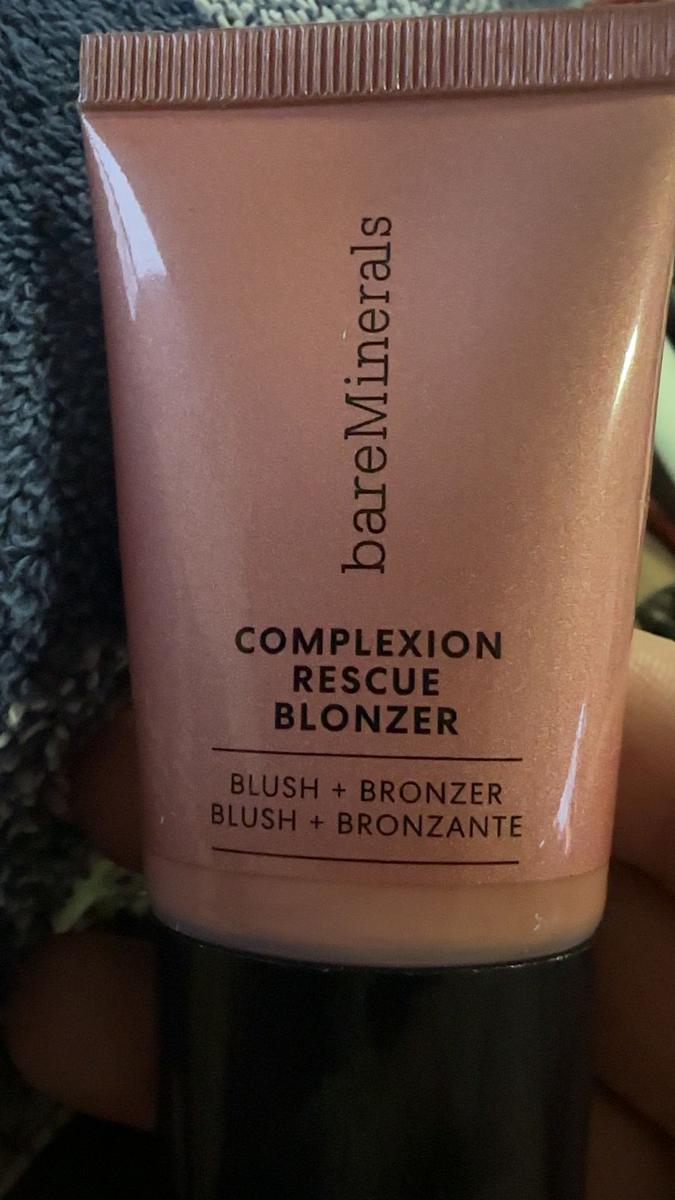 bareMinerals
COMPLEXION
RESCUE
BLONZER
BLUSH + BRONZER
BLUSH + BRONZANTE